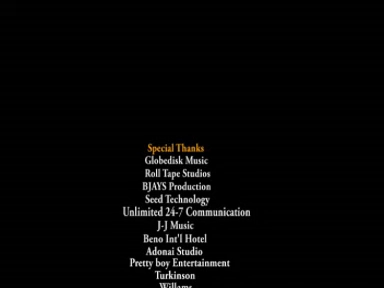 Special Thanks
Globedisk Music
Roll Tape Studios
BJAYS Production
Seed Technology
Unlimited 24-7 Communication
J-J Music
Beno Int'l Hotel
Adonai Studio
Pretty boy Entertainment
Turkinson